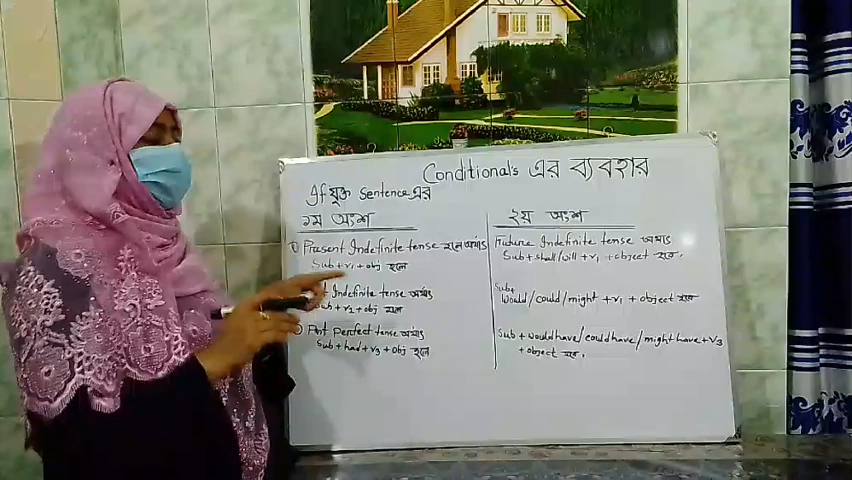 Conditional's এর ব্যবহার
If যুক্ত sentence এর
১ম অংশ
① Present Indefinite tense হলে অর্থাৎ
Sub + v₁ + obj হলে
Indefinite tense অর্থাৎ
Sub + v₂ + obj হলে
Past Perfect tense অর্থাৎ
Sub + had + v3 + obj হলে
২য় অংশ
Future Indefinite tense অর্থাৎ
Sub + shall/will + v₁ + object হবে.
Sub +
would/could/might + v₁ + object হবে
Sub + would have/could have/might have + v3
+ object হবে.